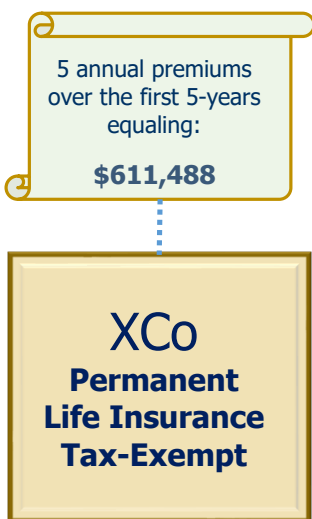 5 annual premiums
over the first 5-years
equaling:
$611,488
XCo
Permanent
Life Insurance
Tax-Exempt